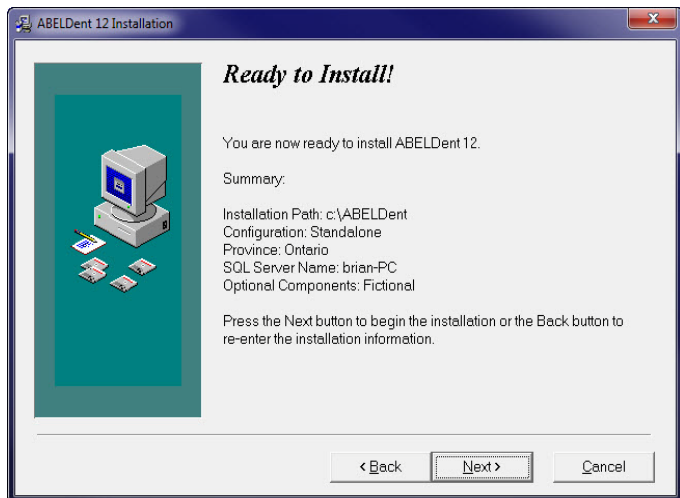 ABELDent 12 Installation
Ready to Install!
You are now ready to install ABELDent 12.
Summary:
Installation Path: c:\ABELDent
Configuration: Standalone
Province: Ontario
SQL Server Name: brian-PC
Optional Components: Fictional
Press the Next button to begin the installation or the Back button to
re-enter the installation information.
< Back
Next >
Cancel